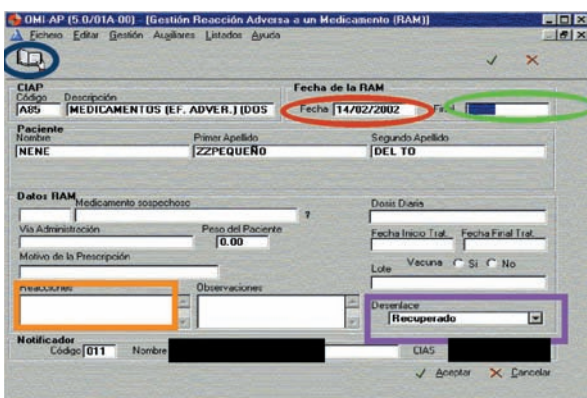 OMI-AP (5.0/01A-00) - [Gestión Reacción Adversa a un Medicamento (RAM)]
Fichero Editar Gestión Auxiliares Listados Ayuda
CIAP
Código Descripción
A85 MEDICAMENTOS (EF. ADVER.) (DOS
Fecha de la RAM
Fecha 14/02/2002
Paciente
Nombre Primer Apellido Segundo Apellido
NENE ZZPEQUEÑO DEL TO
Datos RAM
Medicamento sospechoso ? Dosis Diaria
Vía Administración Peso del Paciente Fecha Inicio Trat. Fecha Final Trat.
0.00
Motivo de la Prescripción
Vacuna Si No
Lote
Reacciones Observaciones Desenlace
Recuperado
Notificador
Código 011 Nombre CIAS
Aceptar Cancelar